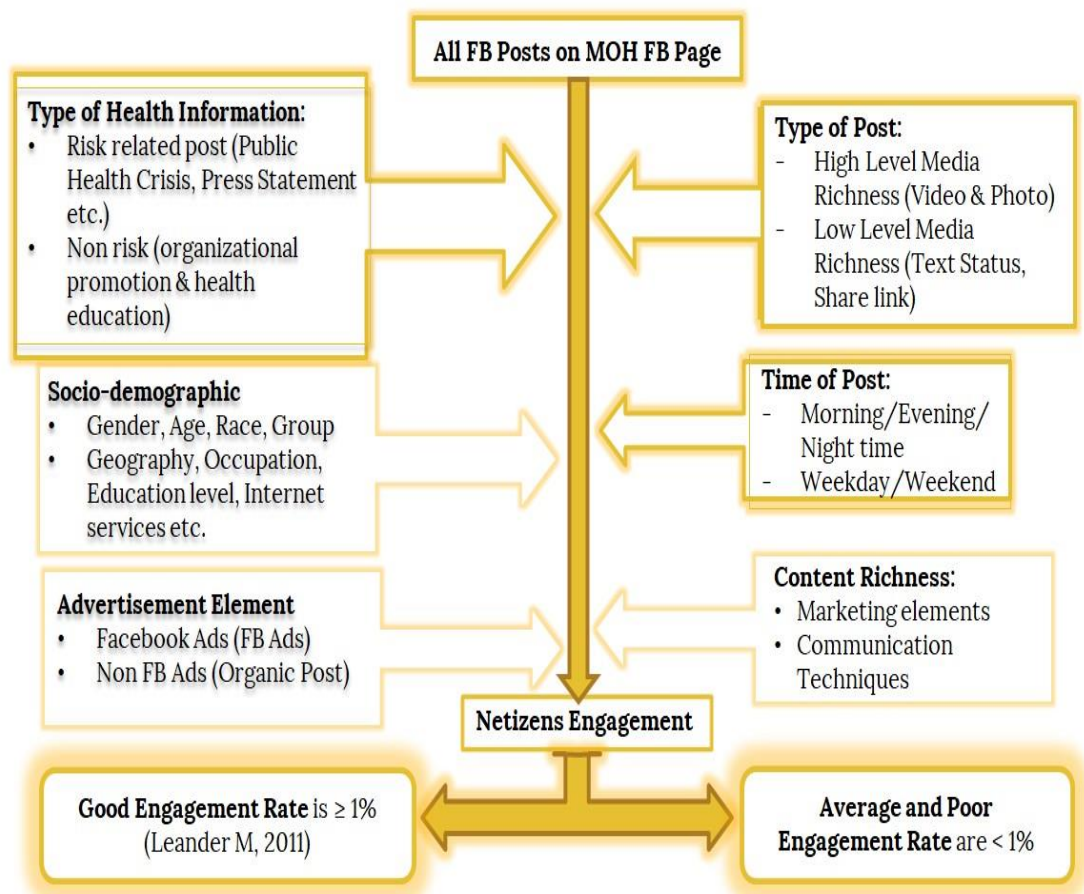 All FB Posts on MOH FB Page
Type of Health Information:
• Risk related post (Public
Health Crisis, Press Statement
etc.)
• Non risk (organizational
promotion & health
education)
Type of Post:
- High Level Media
Richness (Video & Photo)
- Low Level Media
Richness (Text Status,
Share link)
Socio-demographic
• Gender, Age, Race, Group
• Geography, Occupation,
Education level, Internet
services etc.
Time of Post:
- Morning/Evening/
Night time
- Weekday/Weekend
Advertisement Element
• Facebook Ads (FB Ads)
• Non FB Ads (Organic Post)
Content Richness:
• Marketing elements
• Communication
Techniques
Netizens Engagement
Good Engagement Rate is ≥ 1%
(Leander M, 2011)
Average and Poor
Engagement Rate are < 1%